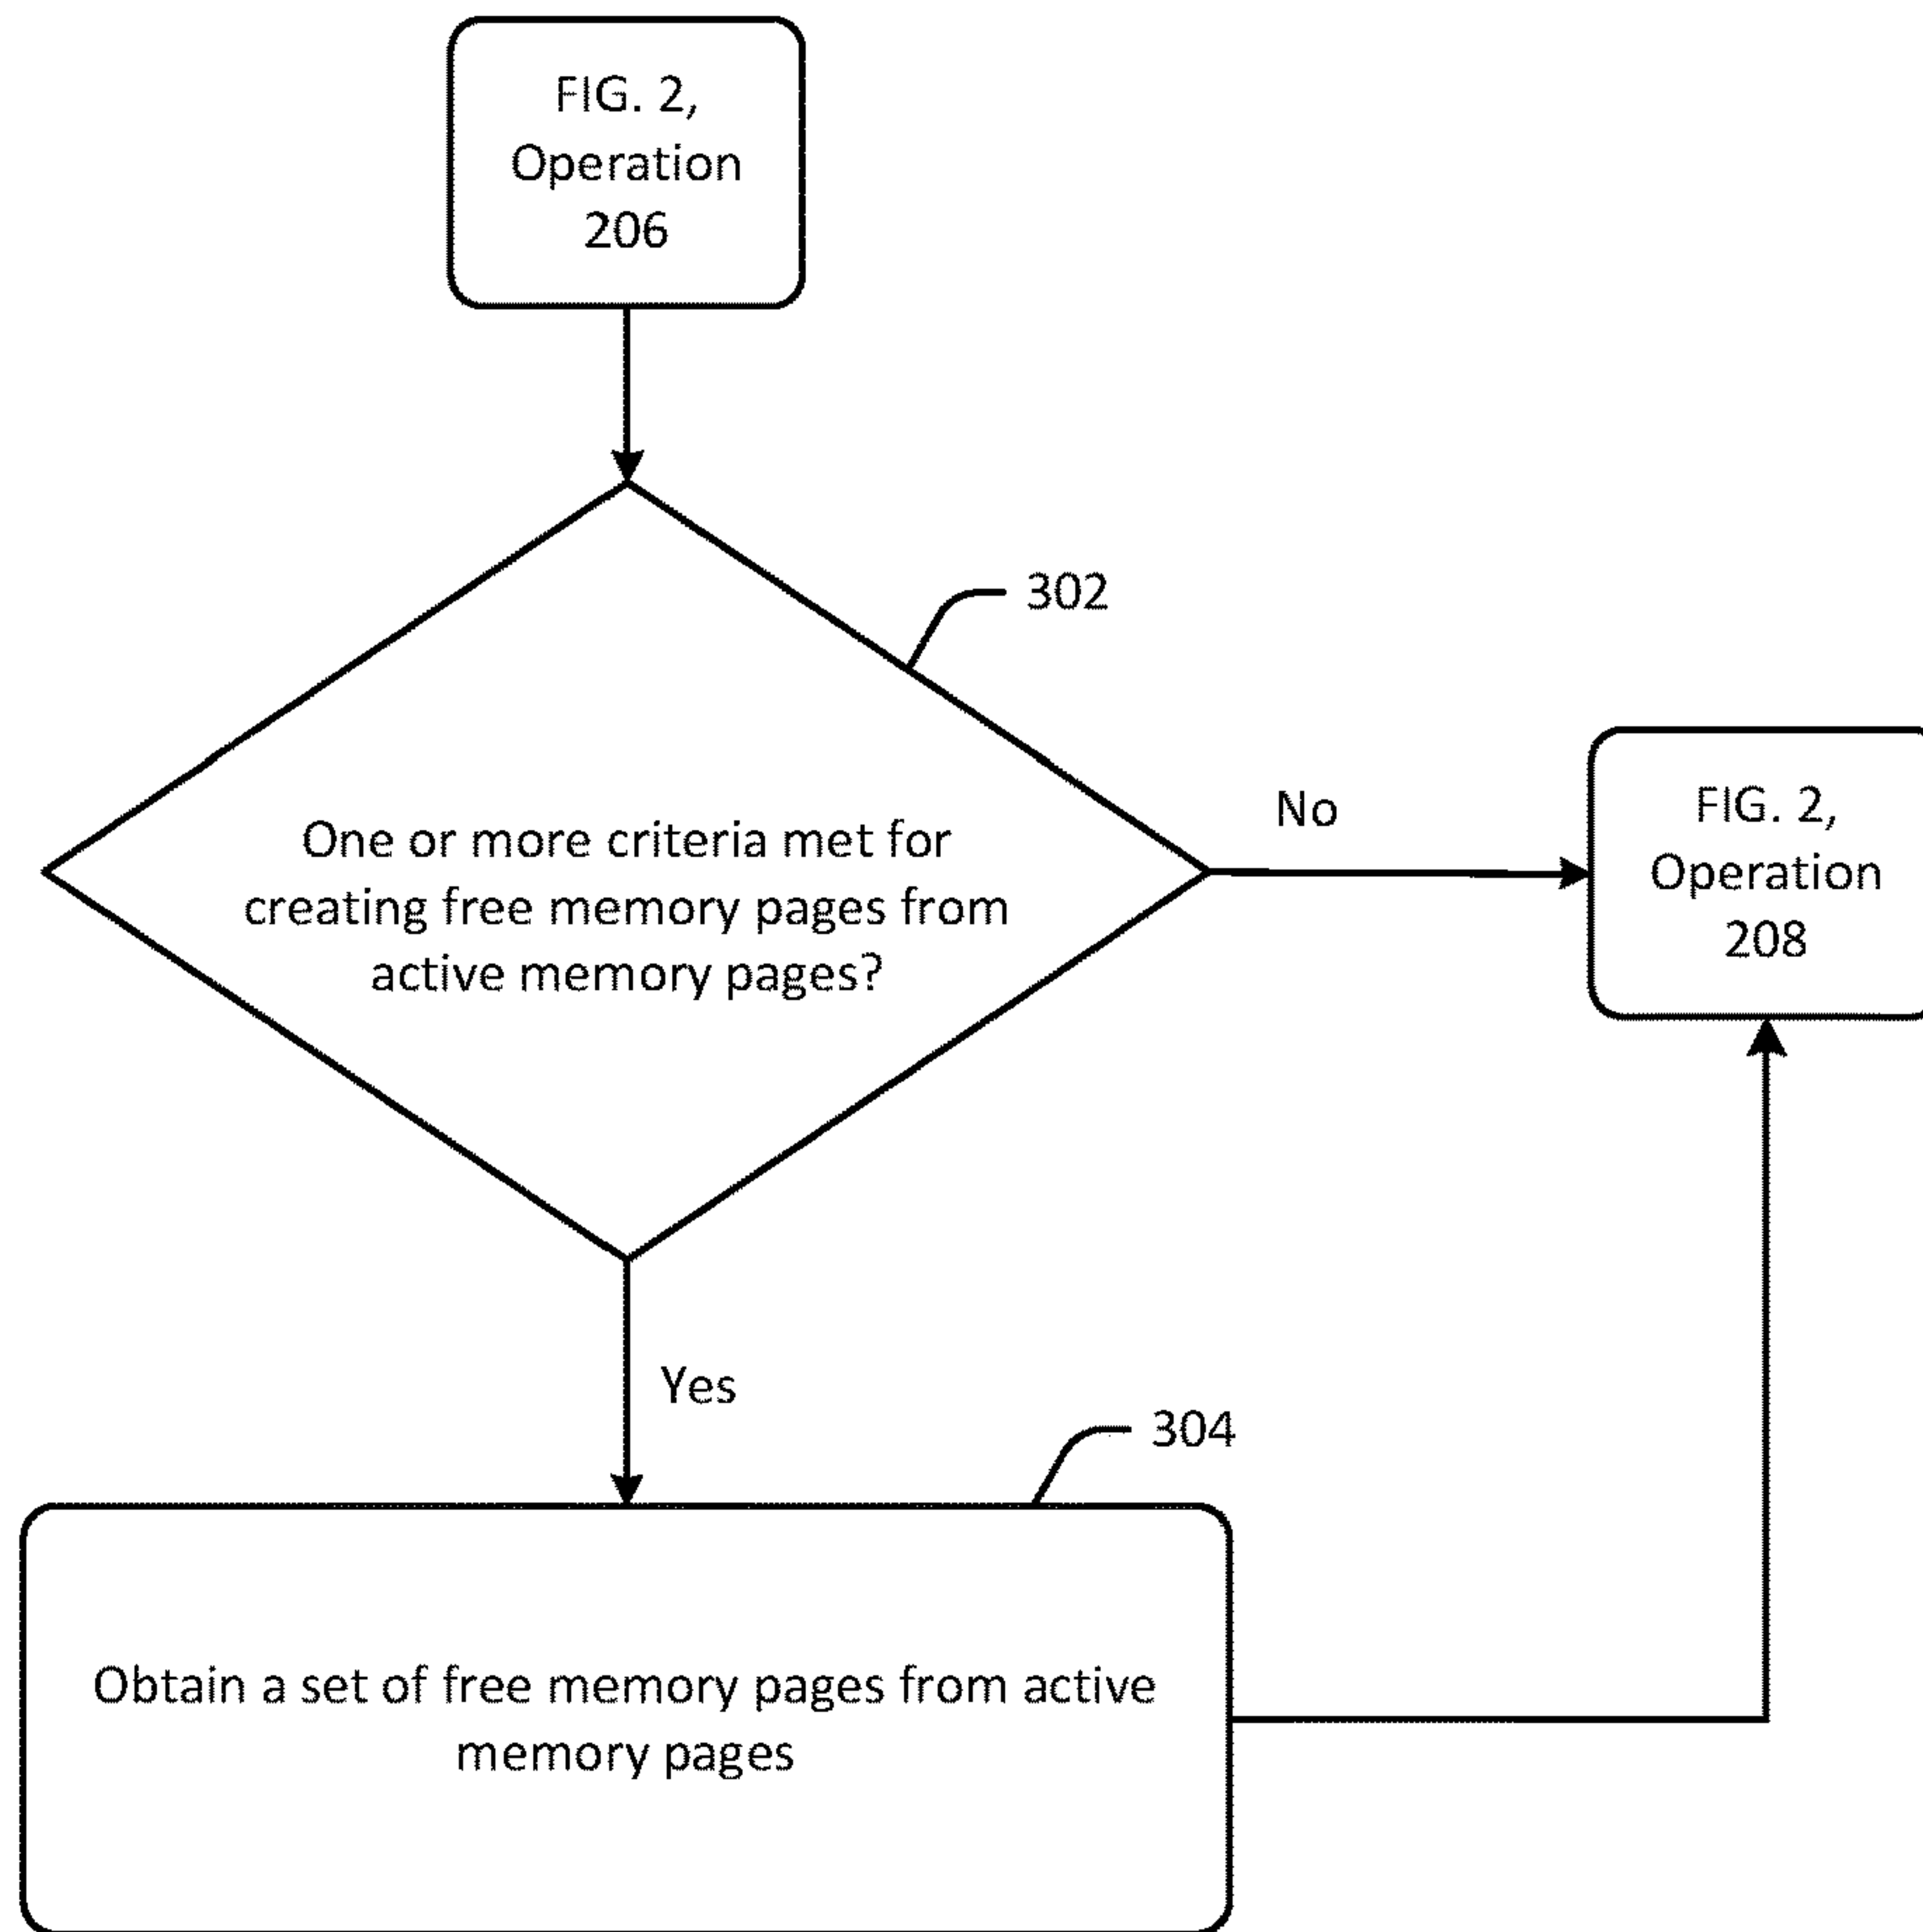 FIG. 2,
Operation
206
302
One or more criteria met for
creating free memory pages from
active memory pages?
No
FIG. 2,
Operation
208
Yes
304
Obtain a set of free memory pages from active
memory pages